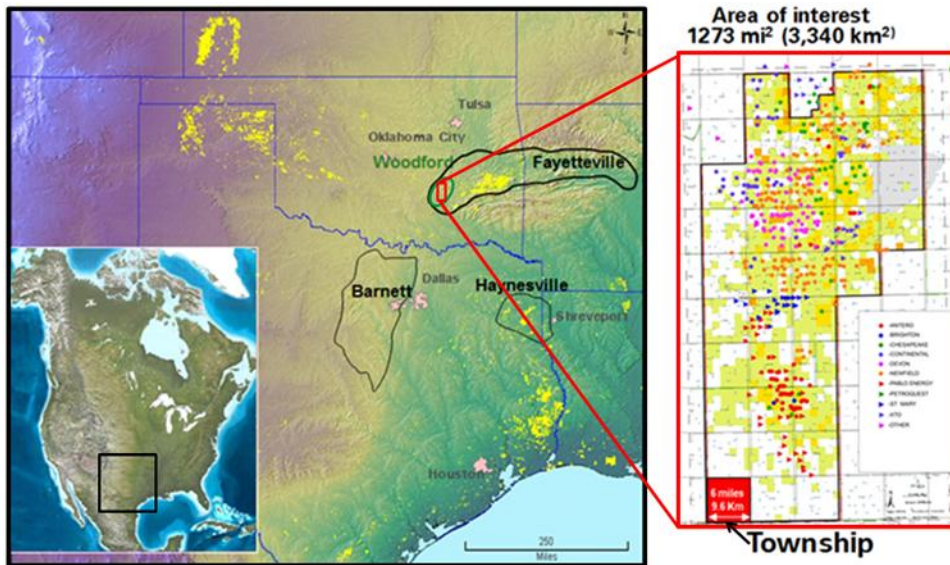 Area of interest
1273 mi² (3,340 km²)
Tulsa
Oklahoma City
Woodford
Fayetteville
Barnett
Dallas
Haynesville
Shreveport
Houston
250
Miles
-ANTERO
-BRIGHTON
-CHESAPEAKE
-CONTINENTAL
-DEVON
-NEWFIELD
-PABLO ENERGY
-PETROQUEST
-ST. MARY
-XTO
-OTHER
6 miles
9.6 Km
Township